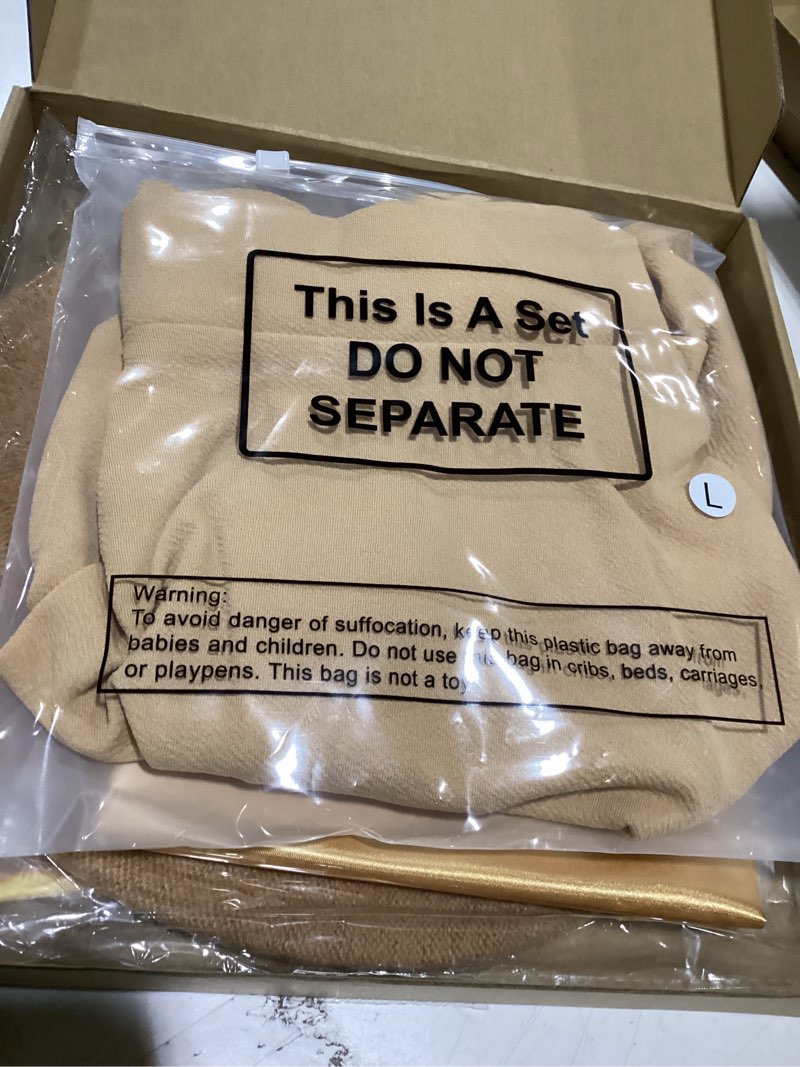 This Is A Set
DO NOT
SEPARATE
L
Warning:
To avoid danger of suffocation, keep this plastic bag away from
babies and children. Do not use this bag in cribs, beds, carriages,
or playpens. This bag is not a toy.